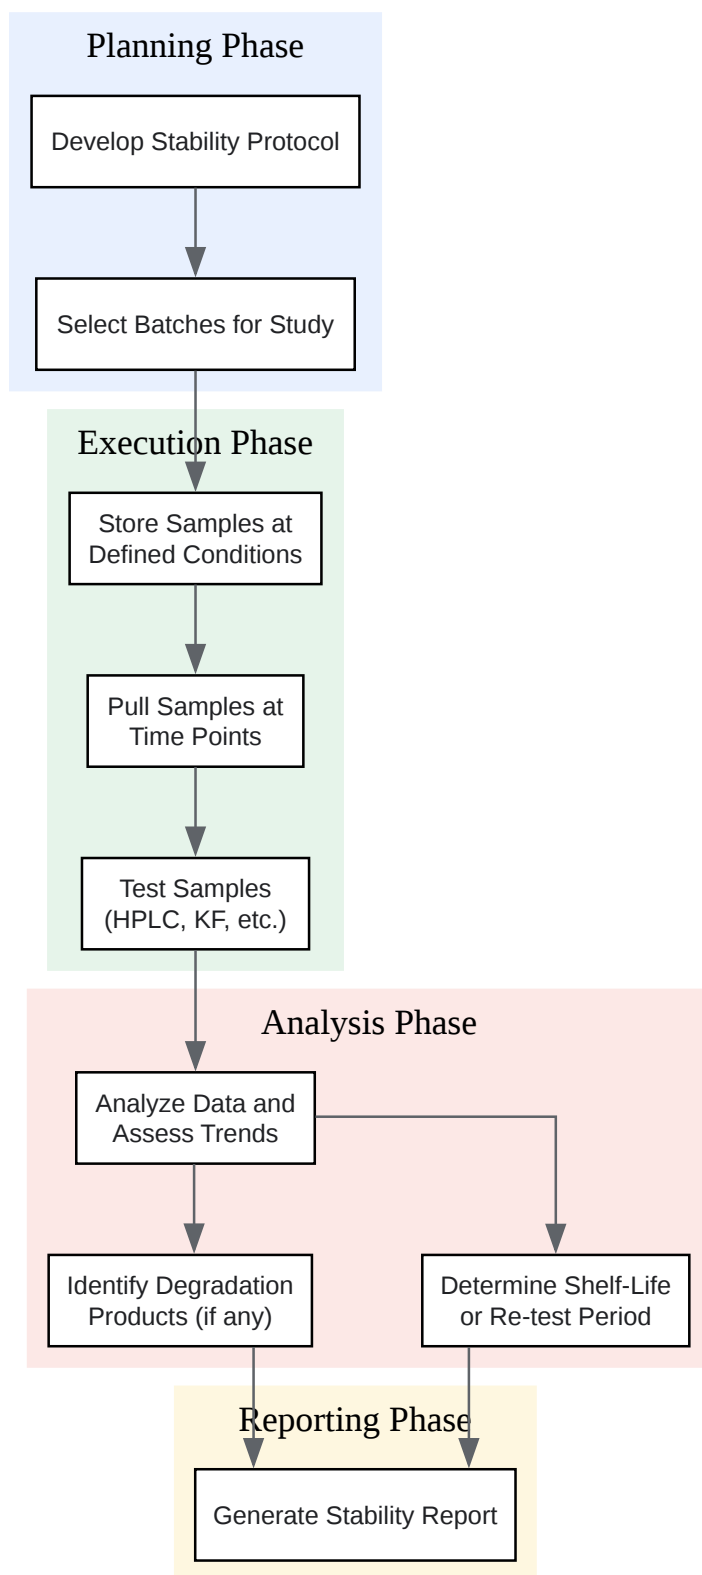 Planning Phase
Develop Stability Protocol
Select Batches for Study
Execution Phase
Store Samples at
Defined Conditions
Pull Samples at
Time Points
Test Samples
(HPLC, KF, etc.)
Analysis Phase
Analyze Data and
Assess Trends
Identify Degradation
Products (if any)
Determine Shelf-Life
or Re-test Period
Reporting Phase
Generate Stability Report